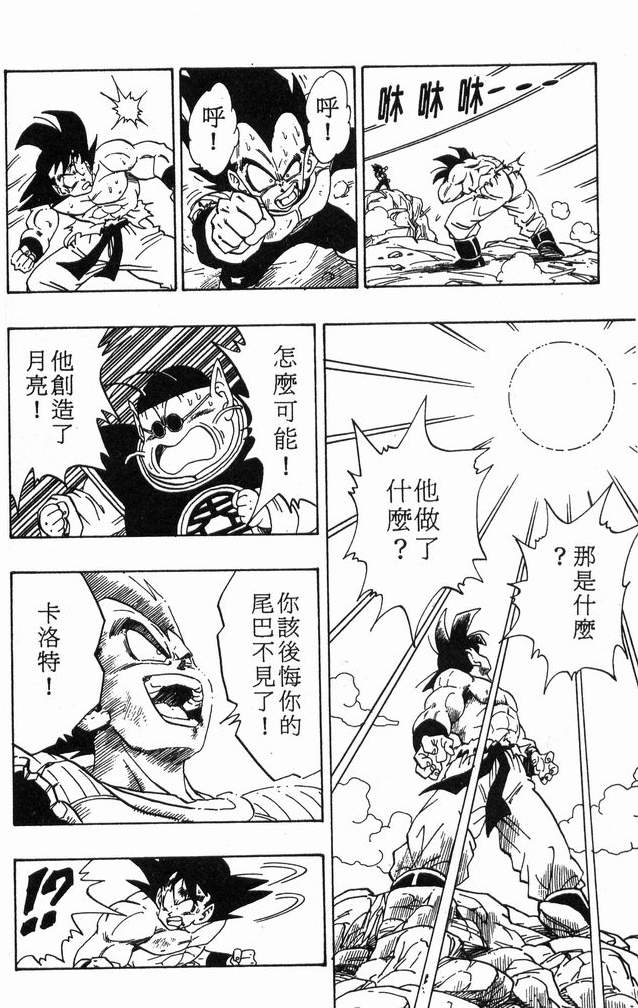 咻咻咻———
呼！
呼！
那是什麼
？
他做了
什麼？
怎麼可能！
他創造了
月亮！
你該後悔你的
尾巴不見了！
卡洛特！
!?